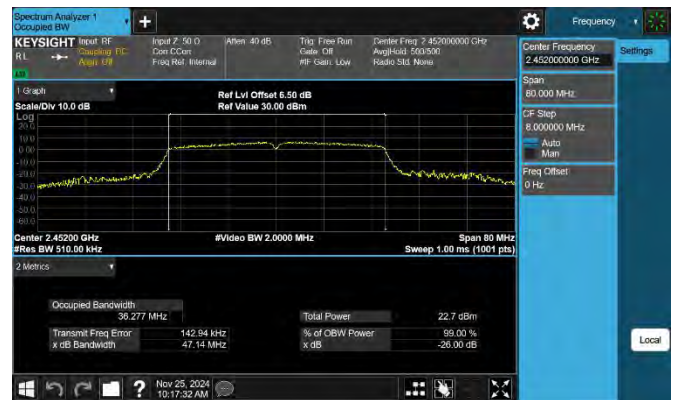 Spectrum Analyzer 1
Occupied BW
Frequency
KEYSIGHT Input: RF
RL
Align: Off
Input Z: 50 Ω
Corr CCorr
Freq Ref: Internal
Atten: 40 dB
Trig: Free Run
Gate: Off
#IF Gain: Low
Center Freq: 2.452000000 GHz
Avg|Hold: 500/500
Radio Std: None
Center Frequency
2.452000000 GHz
Settings
Span
80.000 MHz
CF Step
8.000000 MHz
Auto
Man
Freq Offset
0 Hz
1 Graph
Scale/Div 10.0 dB
Ref Lvl Offset 6.50 dB
Ref Value 30.00 dBm
Log
20.0
10.0
0.00
-10.0
-20.0
-30.0
-40.0
-50.0
-60.0
Center 2.45200 GHz
#Res BW 510.00 kHz
#Video BW 2.0000 MHz
Span 80 MHz
Sweep 1.00 ms (1001 pts)
2 Metrics
Occupied Bandwidth
36.277 MHz
Total Power 22.7 dBm
Transmit Freq Error 142.94 kHz
% of OBW Power 99.00 %
x dB Bandwidth 47.14 MHz
x dB -26.00 dB
Local
?
Nov 25, 2024
10:17:32 AM